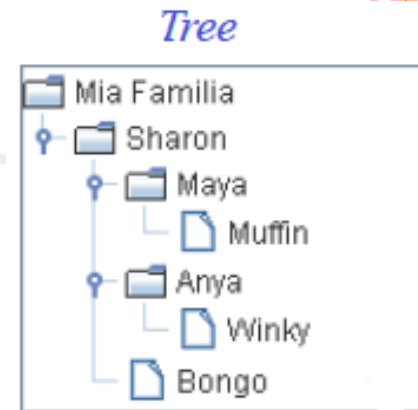 Tree
Mia Familia
Sharon
Maya
Muffin
Anya
Winky
Bongo